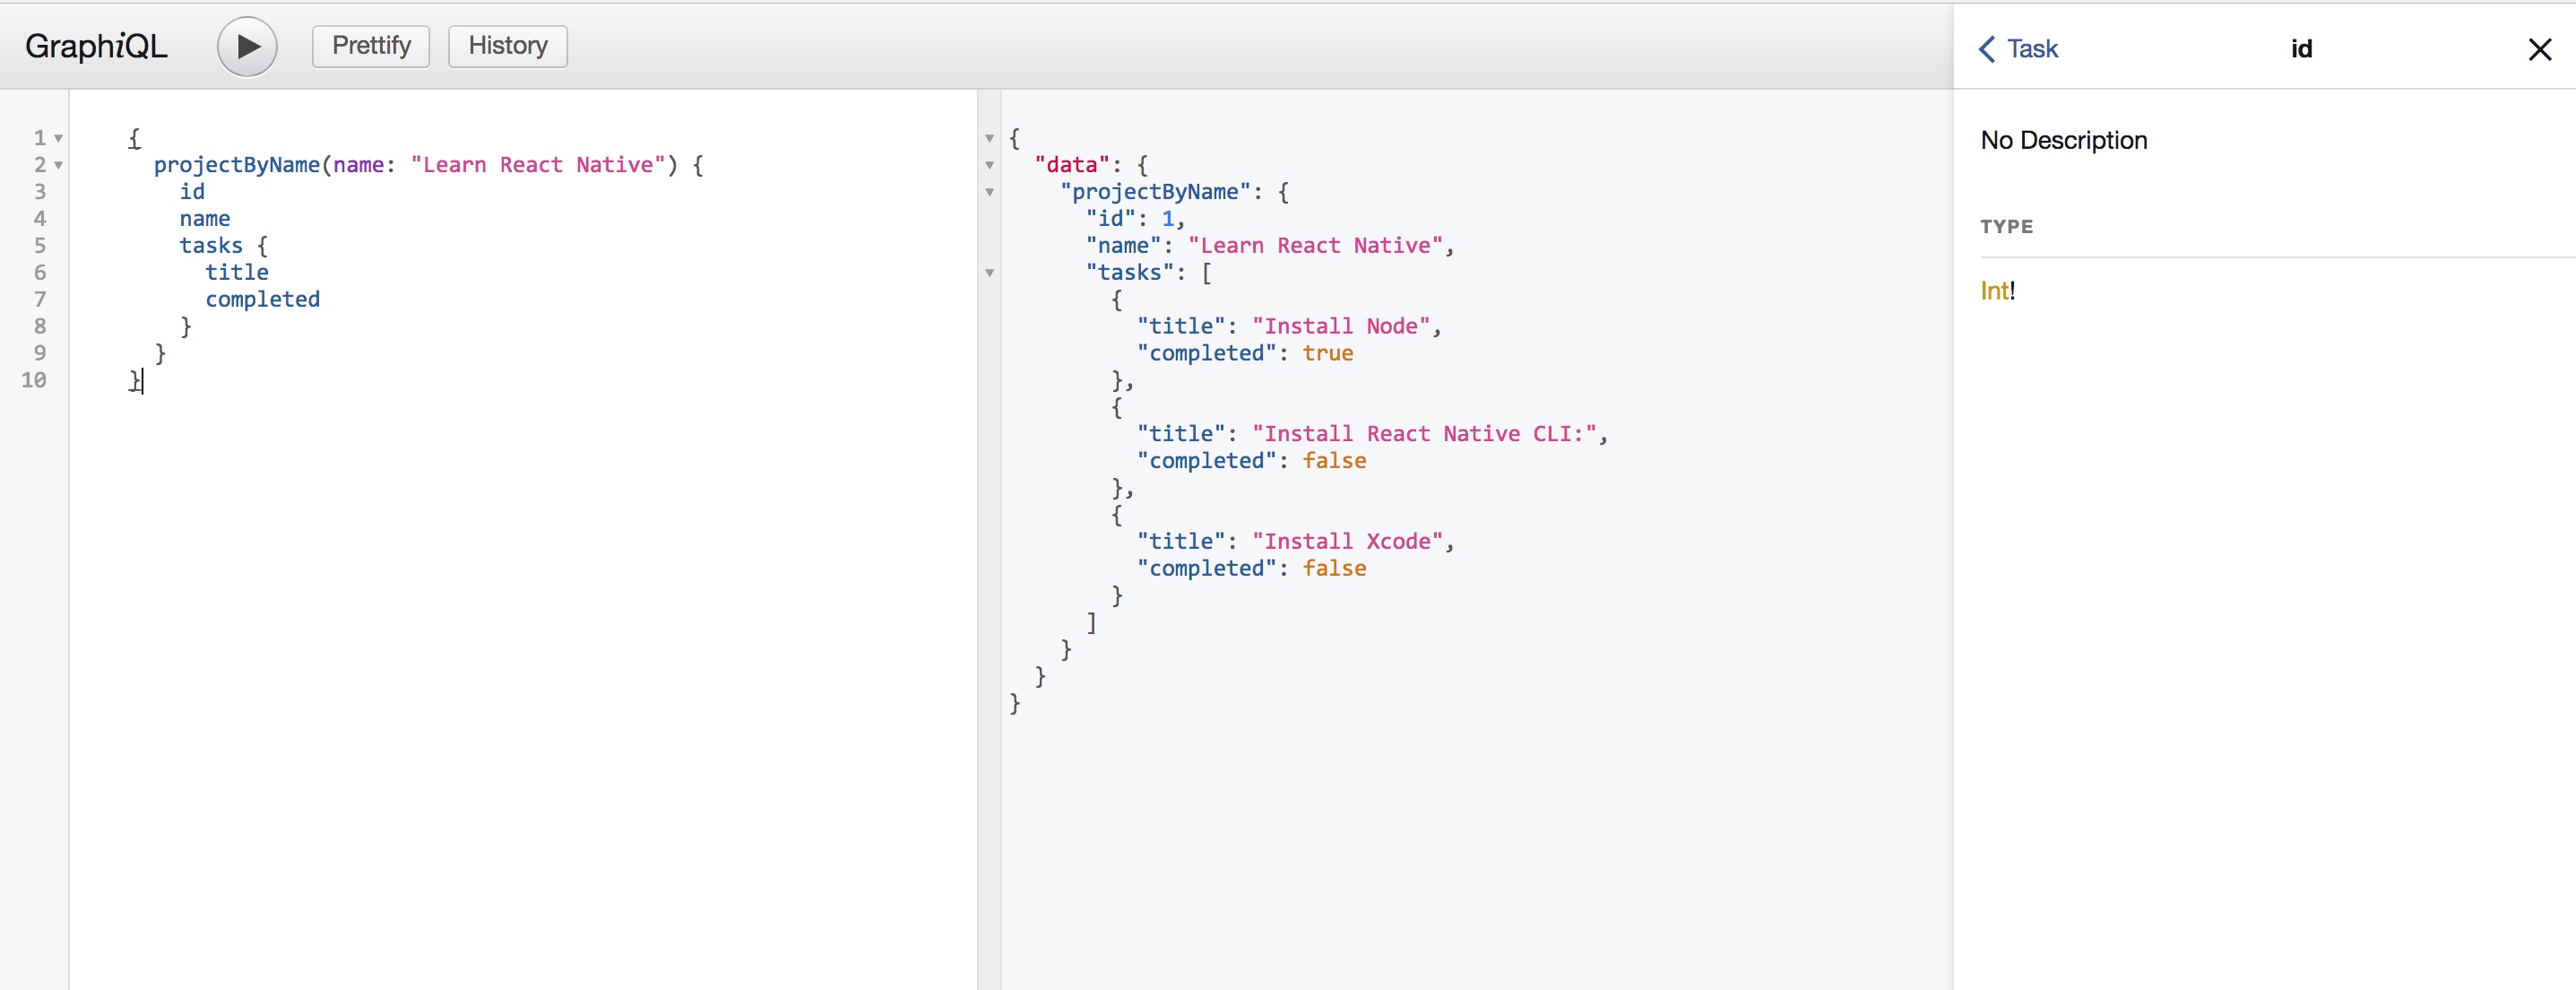 GraphiQL
Prettify
History
1 {
2 projectByName(name: "Learn React Native") {
3 id
4 name
5 tasks {
6 title
7 completed
8 }
9 }
10 }
{
"data": {
"projectByName": {
"id": 1,
"name": "Learn React Native",
"tasks": [
{
"title": "Install Node",
"completed": true
},
{
"title": "Install React Native CLI:",
"completed": false
},
{
"title": "Install Xcode",
"completed": false
}
]
}
}
}
Task
id
No Description
TYPE
Int!